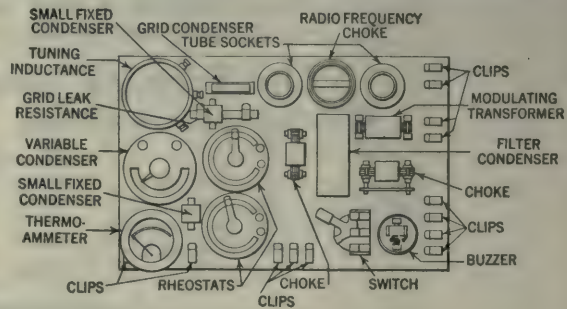 SMALL FIXED
CONDENSER
GRID CONDENSER
TUBE SOCKETS
RADIO FREQUENCY
CHOKE
TUNING
INDUCTANCE
CLIPS
GRID LEAK
RESISTANCE
MODULATING
TRANSFORMER
VARIABLE
CONDENSER
FILTER
CONDENSER
SMALL FIXED
CONDENSER
CHOKE
THERMO-
AMMETER
CLIPS
CLIPS
RHEOSTATS
CLIPS
CHOKE
SWITCH
BUZZER